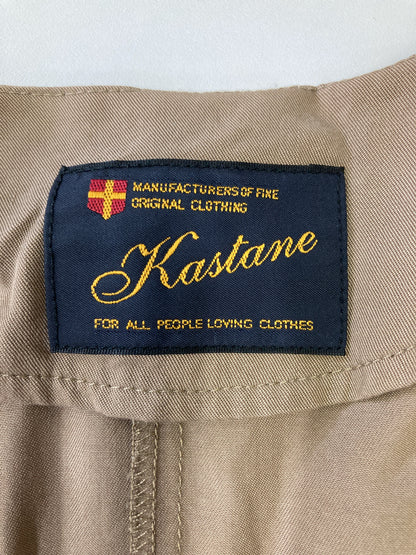 MANUFACTURERS OF FINE
ORIGINAL CLOTHING
Kastane
FOR ALL PEOPLE LOVING CLOTHES